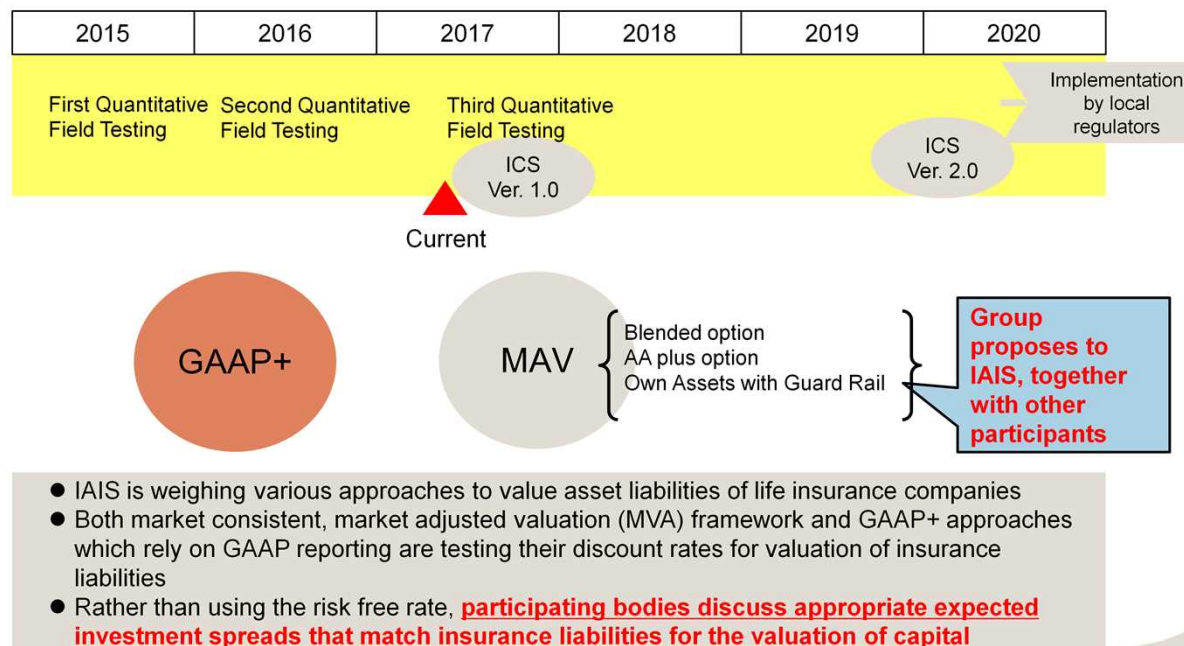 2015 2016 2017 2018 2019 2020
First Quantitative
Field Testing
Second Quantitative
Field Testing
Third Quantitative
Field Testing
ICS
Ver. 1.0
ICS
Ver. 2.0
Implementation
by local
regulators
Current
GAAP+
MAV
Blended option
AA plus option
Own Assets with Guard Rail
Group
proposes to
IAIS, together
with other
participants
● IAIS is weighing various approaches to value asset liabilities of life insurance companies
● Both market consistent, market adjusted valuation (MVA) framework and GAAP+ approaches
which rely on GAAP reporting are testing their discount rates for valuation of insurance
liabilities
● Rather than using the risk free rate, participating bodies discuss appropriate expected
investment spreads that match insurance liabilities for the valuation of capital